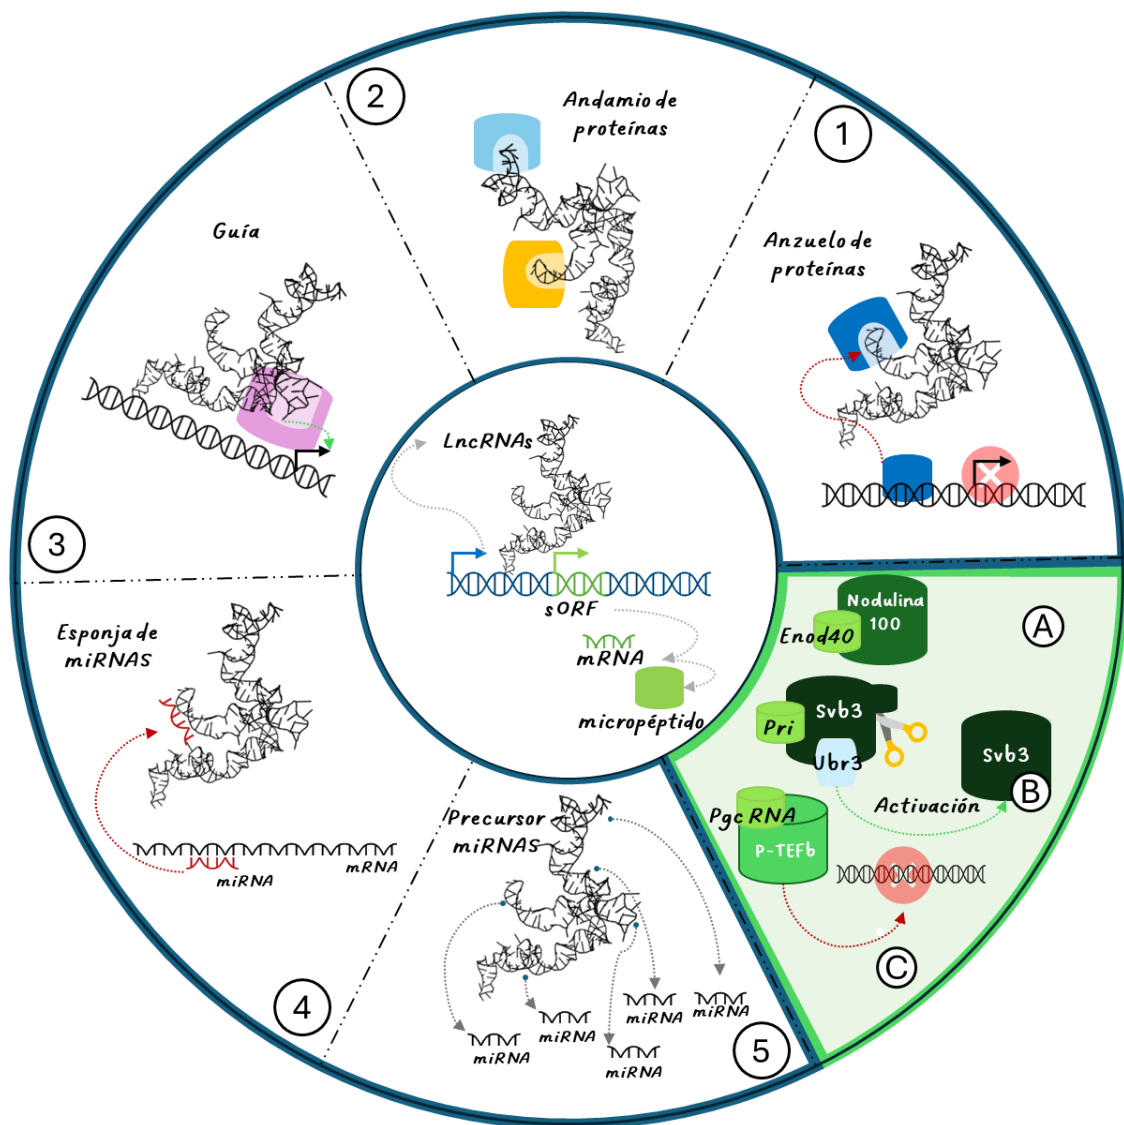 1
Anzuelo de
proteínas
2
Andamio de
proteínas
3
Guía
4
Esponja de
miRNAS
mRNA
miRNA
5
Precursor
miRNAS
miRNA
miRNA
miRNA
miRNA
miRNA
LncRNAs
sORF
mRNA
micropéptido
A
Nodulina
100
Enod40
Svb3
Pri
Ubr3
Svb3
B
Activación
Pgc RNA
P-TEFb
C